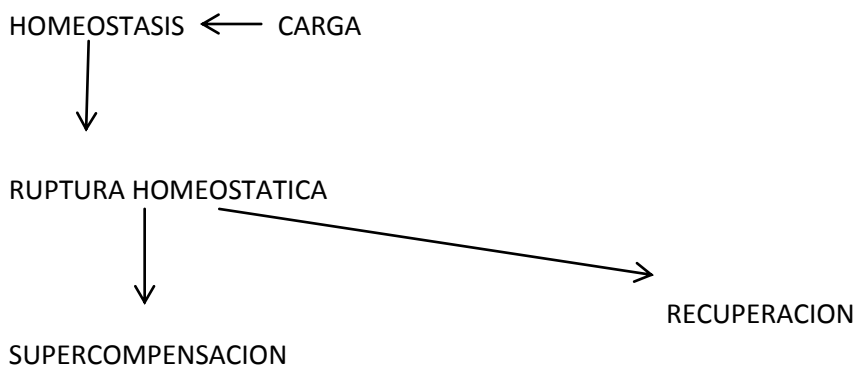 HOMEOSTASIS CARGA
RUPTURA HOMEOSTATICA
RECUPERACION
SUPERCOMPENSACION